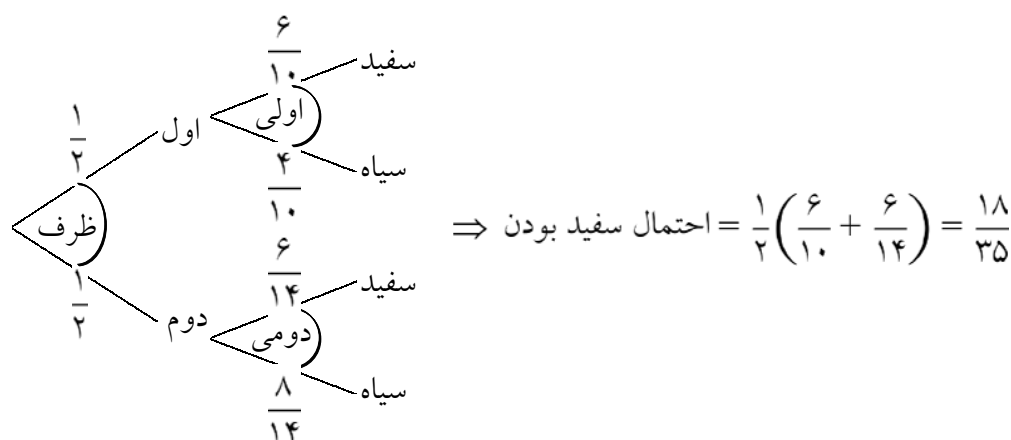 ۶/۱۰ سفید
۱/۲ اول اولی
۴/۱۰ سیاه
ظرف ⇒ احتمال سفید بودن = ۱/۲(۶/۱۰ + ۶/۱۴) = ۱۸/۳۵
۶/۱۴ سفید
۱/۲ دوم دومی
۸/۱۴ سیاه